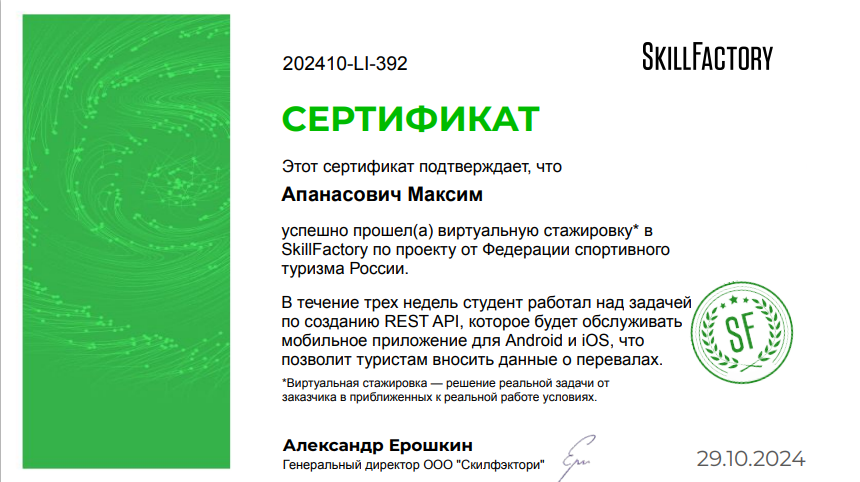 202410-LI-392
SKILLFACTORY
СЕРТИФИКАТ
Этот сертификат подтверждает, что
Апанасович Максим
успешно прошел(а) виртуальную стажировку* в
SkillFactory по проекту от Федерации спортивного
туризма России.
В течение трех недель студент работал над задачей
по созданию REST API, которое будет обслуживать
мобильное приложение для Android и iOS, что
позволит туристам вносить данные о перевалах.
SF
*Виртуальная стажировка — решение реальной задачи от
заказчика в приближенных к реальной работе условиях.
Александр Ерошкин
Генеральный директор ООО "Скилфэктори"
29.10.2024